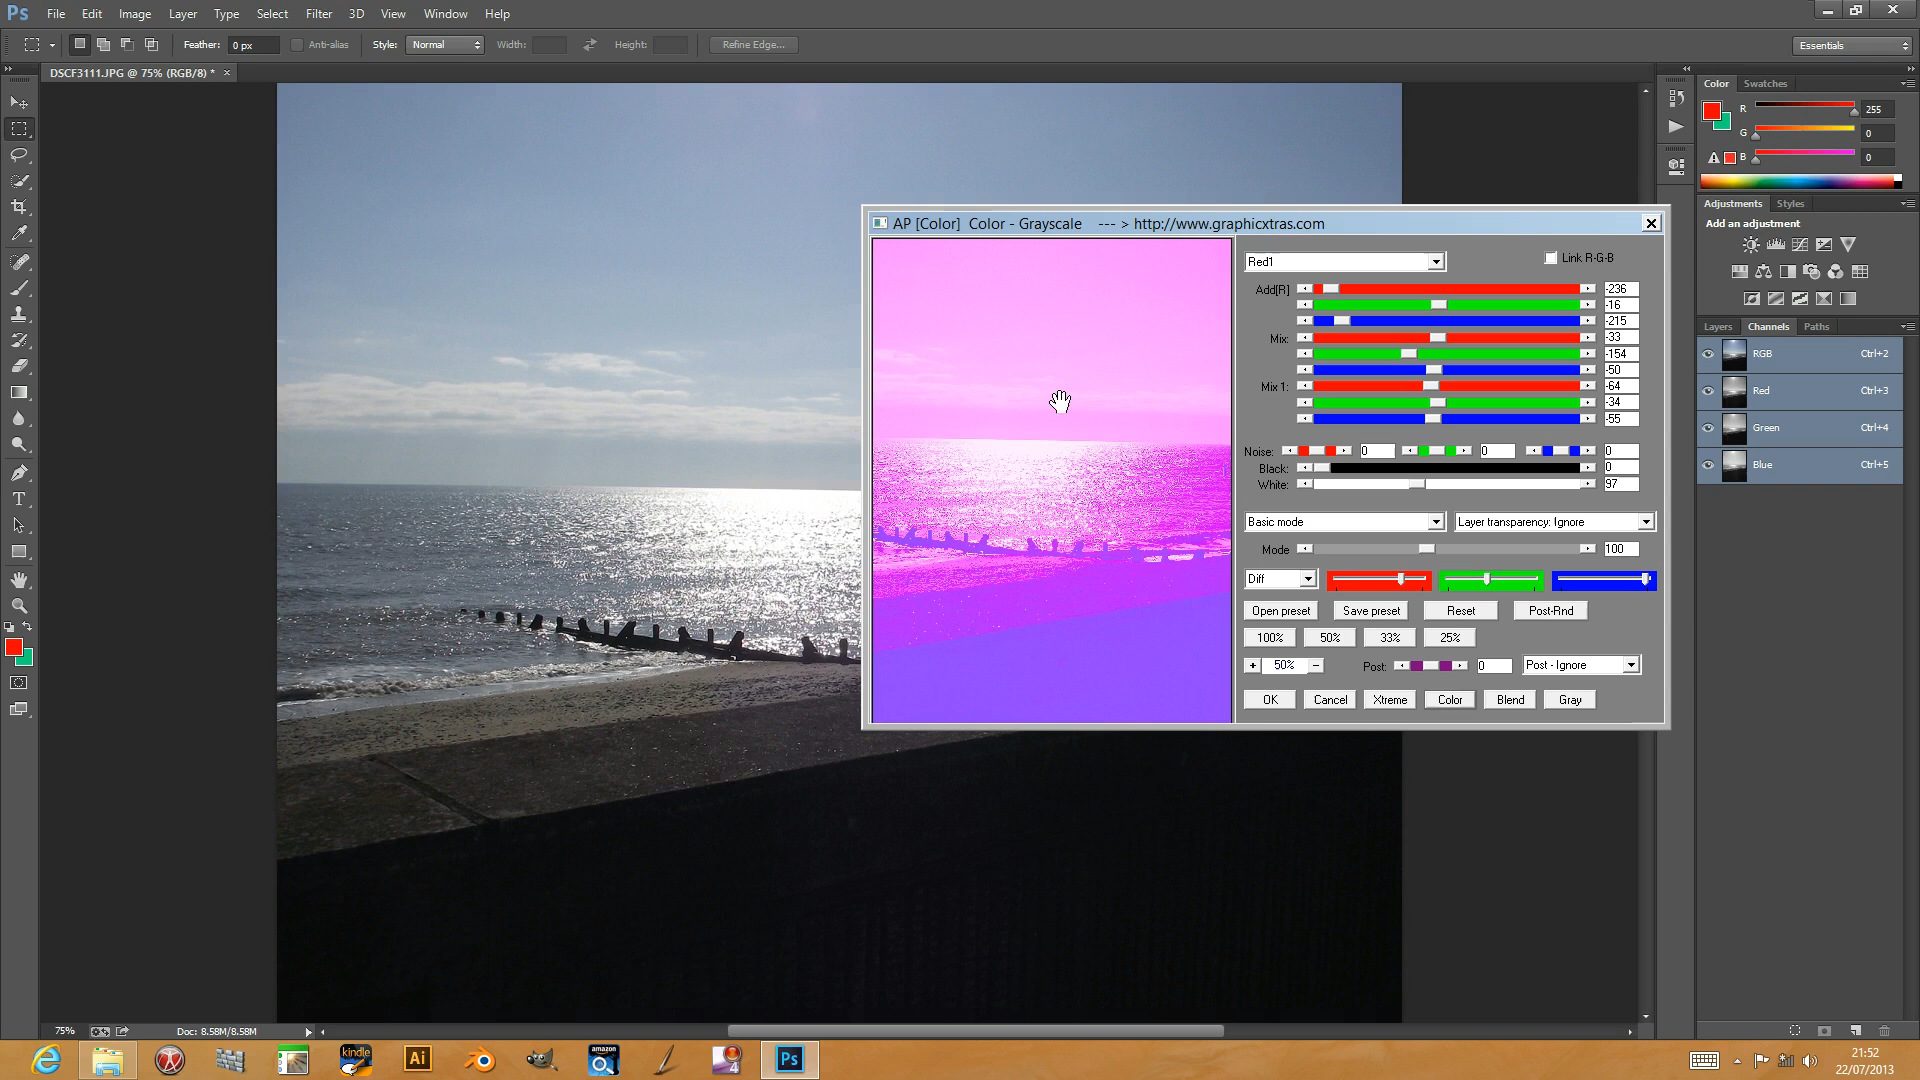 Ps File Edit Image Layer Type Select Filter 3D View Window Help
Feather: 0 px Anti-alias Style: Normal Width: Height: Refine Edge... Essentials
DSCF3111.JPG @ 75% (RGB/8) * ×
Color Swatches
R 255
G 0
B 0
Adjustments Styles
Add an adjustment
Layers Channels Paths
RGB Ctrl+2
Red Ctrl+3
Green Ctrl+4
Blue Ctrl+5
AP [Color] Color - Grayscale --- > http://www.graphicxtras.com
Red1 Link R-G-B
Add[R] -236
-16
-215
Mix: -33
-154
-50
Mix 1: -64
-34
-55
Noise: 0 0 0
Black: 0
White: 97
Basic mode Layer transparency: Ignore
Mode 100
Diff
Open preset Save preset Reset Post-Rnd
100% 50% 33% 25%
+ 50% − Post: 0 Post - Ignore
OK Cancel Xtreme Color Blend Gray
T
75% Doc: 8.58M/8.58M
kindle Ai amazon 4 Ps
21:52
22/07/2013